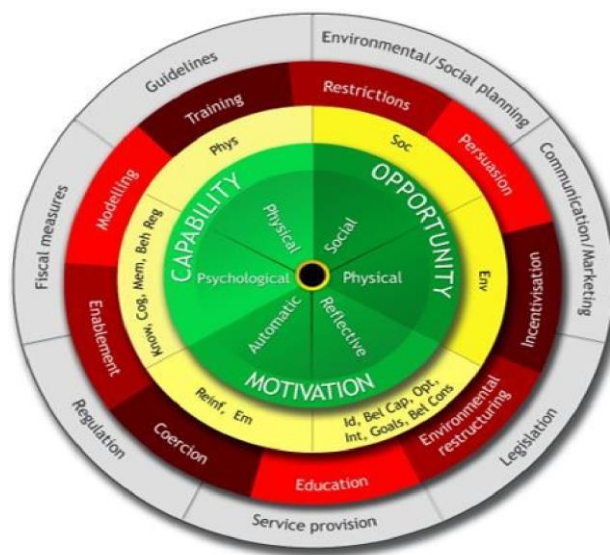 Guidelines
Environmental/Social planning
Communication/Marketing
Legislation
Service provision
Regulation
Fiscal measures
Training
Restrictions
Persuasion
Incentivisation
Environmental
restructuring
Education
Coercion
Enablement
Modelling
Phys
Soc
Env
Id, Bel Cap, Opt,
Int, Goals, Bel Cons
Reinf, Em
Know, Cog, Mem, Beh Reg
CAPABILITY
OPPORTUNITY
MOTIVATION
Physical
Social
Physical
Reflective
Automatic
Psychological